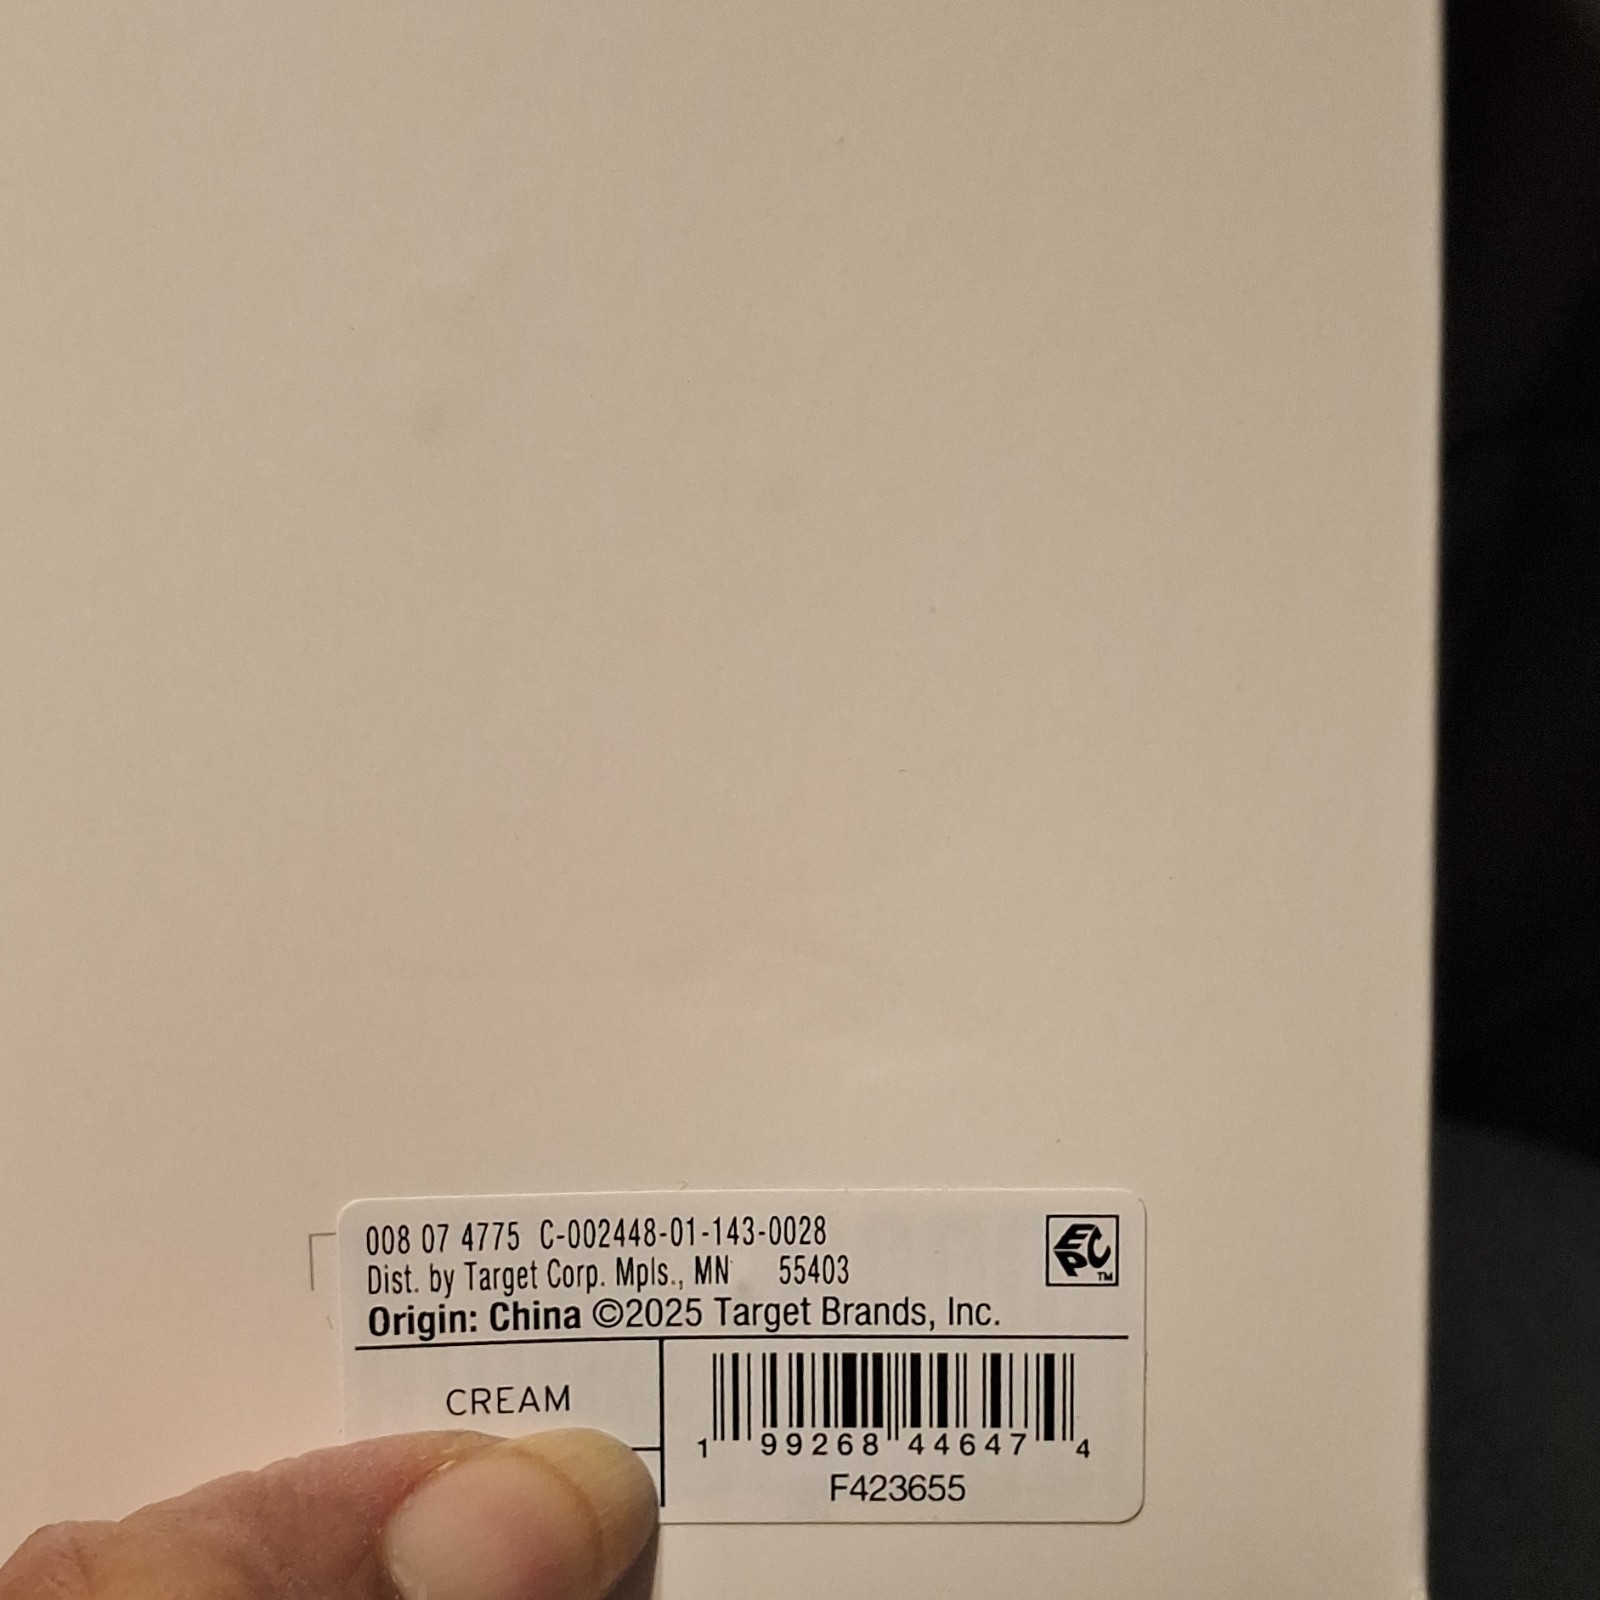 008 07 4775 C-002448-01-143-0028
Dist. by Target Corp. Mpls., MN 55403
Origin: China ©2025 Target Brands, Inc.
EPC™
CREAM
1 99268 44647 4
F423655